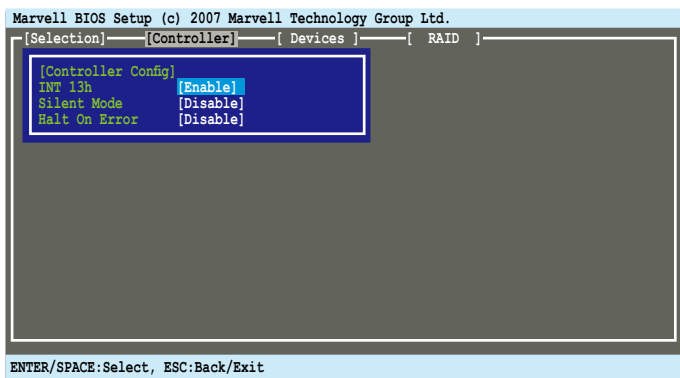 Marvell BIOS Setup (c) 2007 Marvell Technology Group Ltd.
[Selection] [Controller] [ Devices ] [ RAID ]
[Controller Config]
INT 13h [Enable]
Silent Mode [Disable]
Halt On Error [Disable]
ENTER/SPACE:Select, ESC:Back/Exit